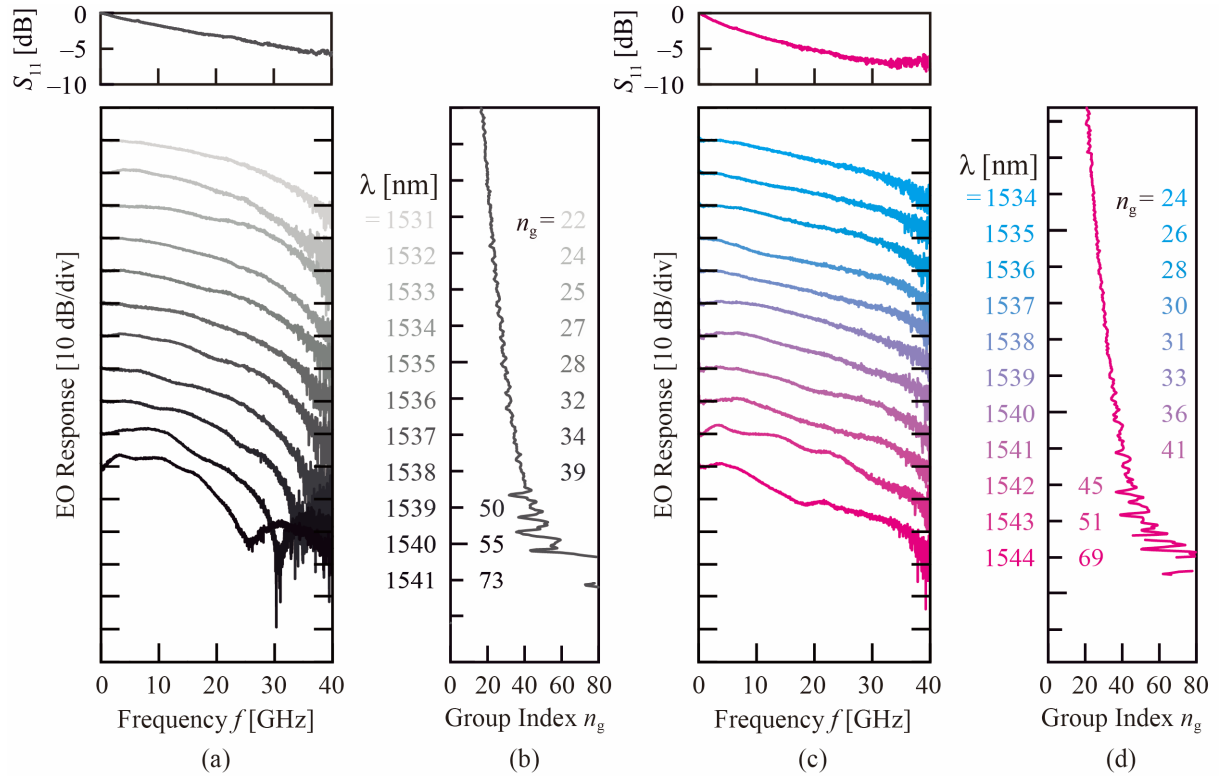 0
−5
−10
S11 [dB]
EO Response [10 dB/div]
0 10 20 30 40
Frequency f [GHz]
(a)
λ [nm]
= 1531 ng = 22
1532 24
1533 25
1534 27
1535 28
1536 32
1537 34
1538 39
1539 50
1540 55
1541 73
0 20 40 60 80
Group Index ng
(b)
0
−5
−10
S11 [dB]
EO Response [10 dB/div]
0 10 20 30 40
Frequency f [GHz]
(c)
λ [nm]
= 1534 ng = 24
1535 26
1536 28
1537 30
1538 31
1539 33
1540 36
1541 41
1542 45
1543 51
1544 69
0 20 40 60 80
Group Index ng
(d)